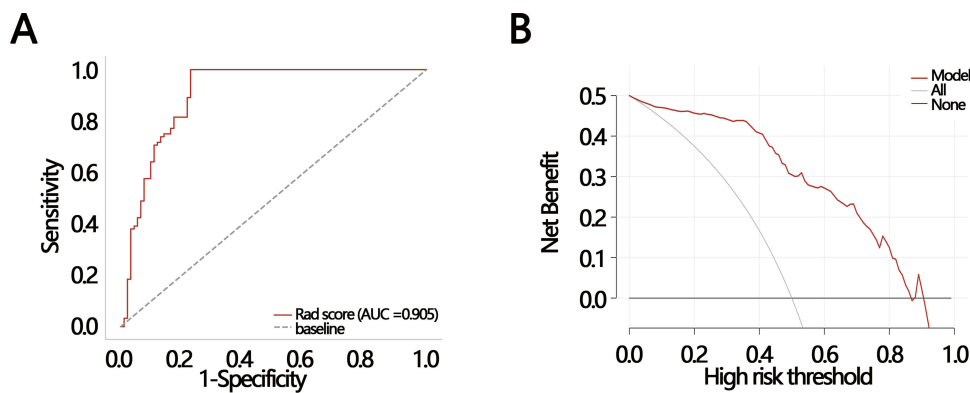 A
1.0
0.8
0.6
0.4
0.2
0.0
Sensitivity
Rad score (AUC =0.905)
baseline
0.0 0.2 0.4 0.6 0.8 1.0
1-Specificity
B
Model
All
None
0.5
0.4
0.3
0.2
0.1
0.0
Net Benefit
0.0 0.2 0.4 0.6 0.8 1.0
High risk threshold